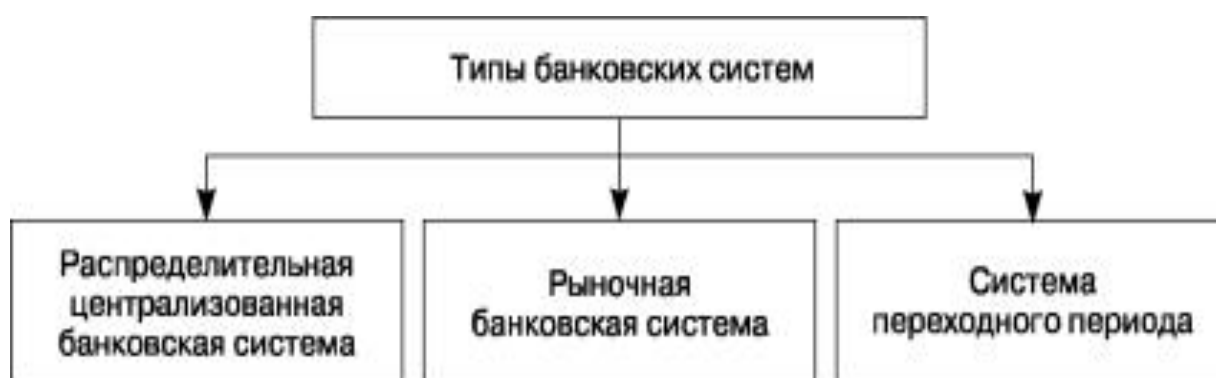 Типы банковских систем
Распределительная
централизованная
банковская система
Рыночная
банковская система
Система
переходного периода